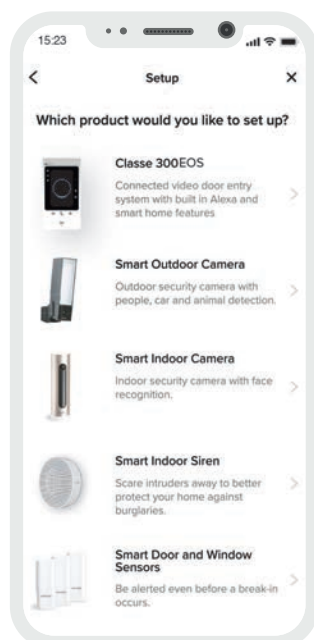 15:23
Setup
Which product would you like to set up?
Classe 300EOS
Connected video door entry
system with built in Alexa and
smart home features
Smart Outdoor Camera
Outdoor security camera with
people, car and animal detection.
Smart Indoor Camera
Indoor security camera with face
recognition.
Smart Indoor Siren
Scare intruders away to better
protect your home against
burglaries.
Smart Door and Window
Sensors
Be alerted even before a break-in
occurs.